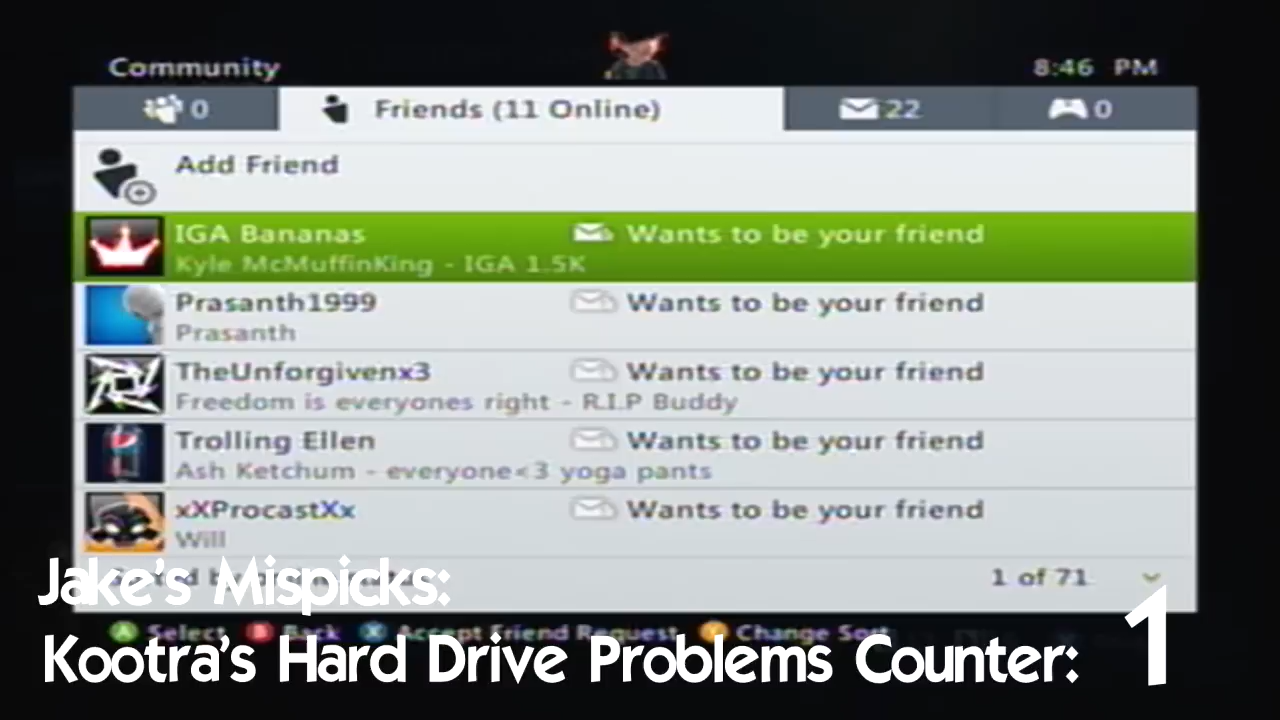 Community
8:46 PM
0
Friends (11 Online)
22
0
Add Friend
IGA Bananas
Wants to be your friend
Kyle McMuffinKing - IGA 1.5K
Prasanth1999
Wants to be your friend
Prasanth
TheUnforgivenx3
Wants to be your friend
Freedom is everyones right - R.I.P Buddy
Trolling Ellen
Wants to be your friend
Ash Ketchum - everyone<3 yoga pants
xXProcastXx
Wants to be your friend
Will
1 of 71
Jake's Mispicks:
A Select B Back X Accept Friend Request Y Change Sort
Kootra's Hard Drive Problems Counter: 1